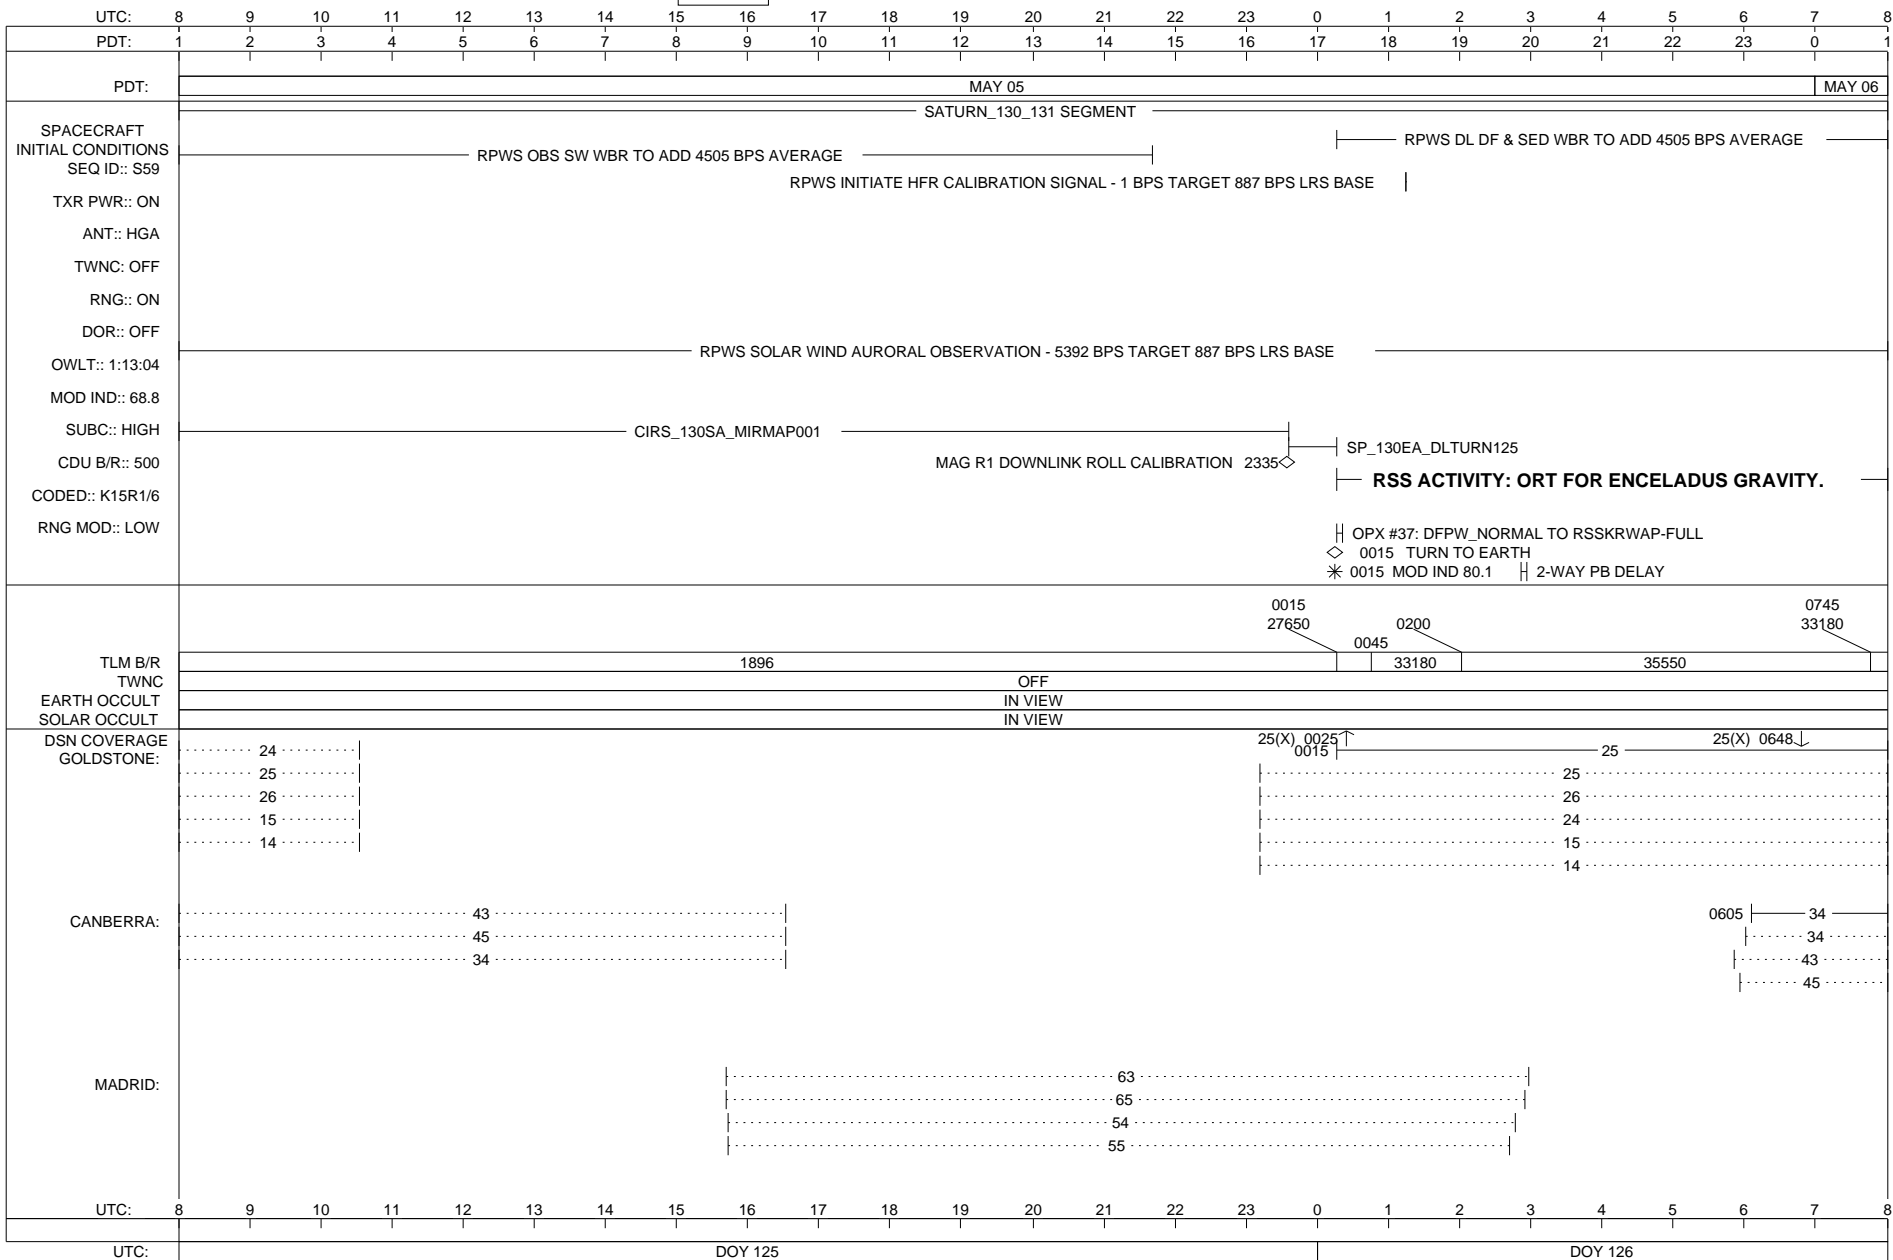 UTC: 8 9 10 11 12 13 14 15 16 17 18 19 20 21 22 23 0 1 2 3 4 5 6 7 8
PDT: 1 2 3 4 5 6 7 8 9 10 11 12 13 14 15 16 17 18 19 20 21 22 23 0 1
PDT: MAY 05 MAY 06
SATURN_130_131 SEGMENT
SPACECRAFT
INITIAL CONDITIONS
RPWS DL DF & SED WBR TO ADD 4505 BPS AVERAGE
RPWS OBS SW WBR TO ADD 4505 BPS AVERAGE
SEQ ID:: S59
RPWS INITIATE HFR CALIBRATION SIGNAL - 1 BPS TARGET 887 BPS LRS BASE
TXR PWR:: ON
ANT:: HGA
TWNC: OFF
RNG:: ON
DOR:: OFF
RPWS SOLAR WIND AURORAL OBSERVATION - 5392 BPS TARGET 887 BPS LRS BASE
OWLT:: 1:13:04
MOD IND:: 68.8
SUBC:: HIGH
CIRS_130SA_MIRMAP001
SP_130EA_DLTURN125
CDU B/R:: 500
MAG R1 DOWNLINK ROLL CALIBRATION 2335
RSS ACTIVITY: ORT FOR ENCELADUS GRAVITY.
CODED:: K15R1/6
RNG MOD:: LOW
OPX #37: DFPW_NORMAL TO RSSKRWAP-FULL
0015 TURN TO EARTH
0015 MOD IND 80.1 2-WAY PB DELAY
0015 0745
27650 0200 33180
0045
TLM B/R 1896 33180 35550
TWNC OFF
EARTH OCCULT IN VIEW
SOLAR OCCULT IN VIEW
DSN COVERAGE 25(X) 0025 25(X) 0648
GOLDSTONE: 24 0015 25
25 25
26 26
15 24
14 15
14
CANBERRA: 43 0605 34
45 34
34 43
45
MADRID: 63
65
54
55
UTC: 8 9 10 11 12 13 14 15 16 17 18 19 20 21 22 23 0 1 2 3 4 5 6 7 8
UTC: DOY 125 DOY 126